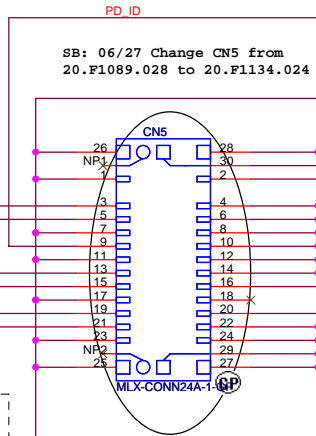 PD_ID
SB: 06/27 Change CN5 from
20.F1089.028 to 20.F1134.024
CN5
26 28
NP1 30
1 2
3 4
5 6
7 8
9 10
11 12
13 14
15 16
17 18
19 20
21 22
23 24
NP2 29
25 27
MLX-CONN24A-1-GP
GP